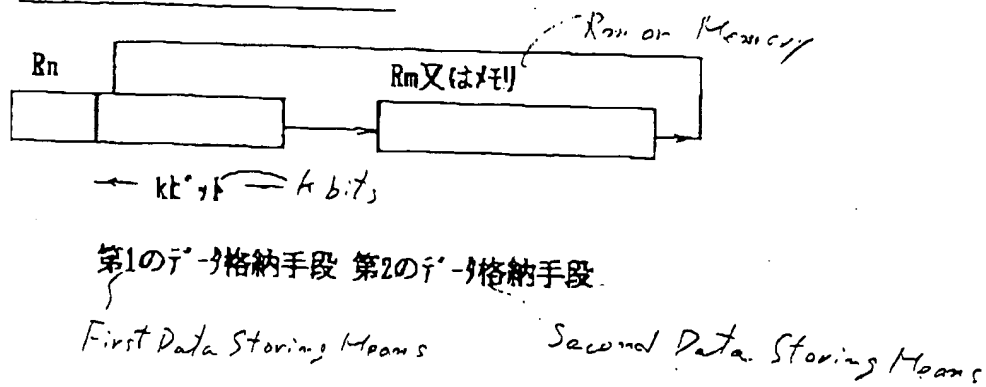 Rm or Memory
Rn
Rm又はメモリ
kビット
k bits
第1のデータ格納手段 第2のデータ格納手段
First Data Storing Means
Second Data Storing Means